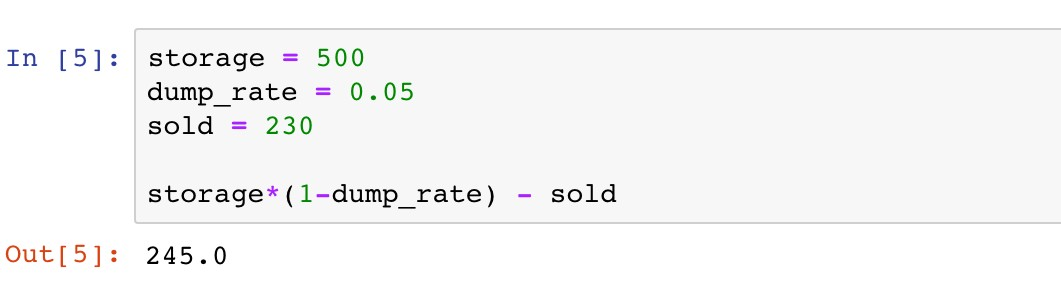 In [5]:
storage = 500
dump_rate = 0.05
sold = 230
storage*(1-dump_rate) - sold
Out[5]: 245.0